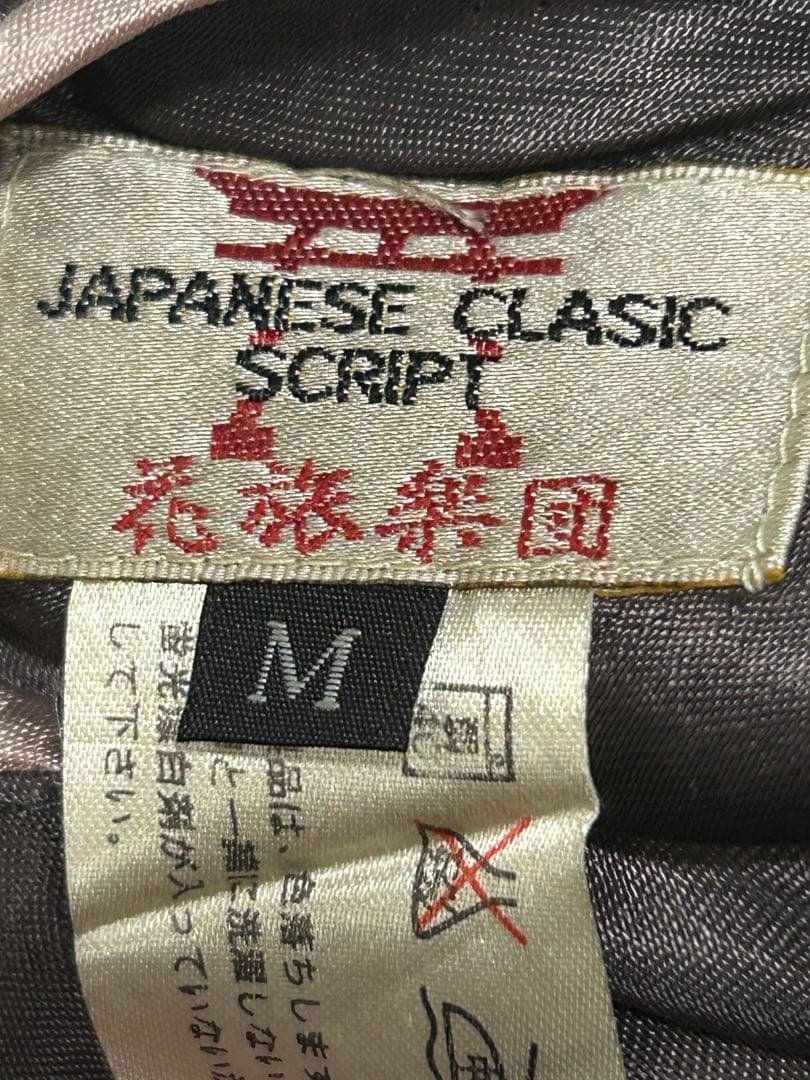 JAPANESE CLASIC
SCRIPT
花旅楽団
M
品は、色落ちします
と一緒に洗濯しない
蛍光漂白剤が入っていない
して下さい。